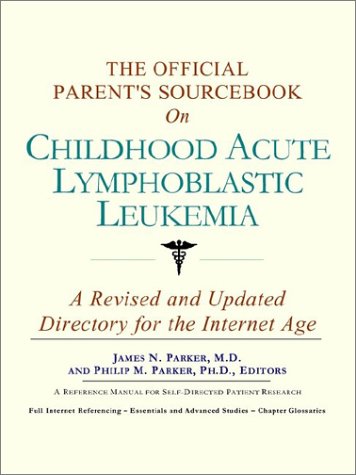 THE OFFICIAL
PARENT'S SOURCEBOOK
On
CHILDHOOD ACUTE
LYMPHOBLASTIC
LEUKEMIA
A Revised and Updated
Directory for the Internet Age
JAMES N. PARKER, M.D.
AND PHILIP M. PARKER, PH.D., EDITORS
A REFERENCE MANUAL FOR SELF-DIRECTED PATIENT RESEARCH
Full Internet Referencing – Essentials and Advanced Studies – Chapter Glossaries